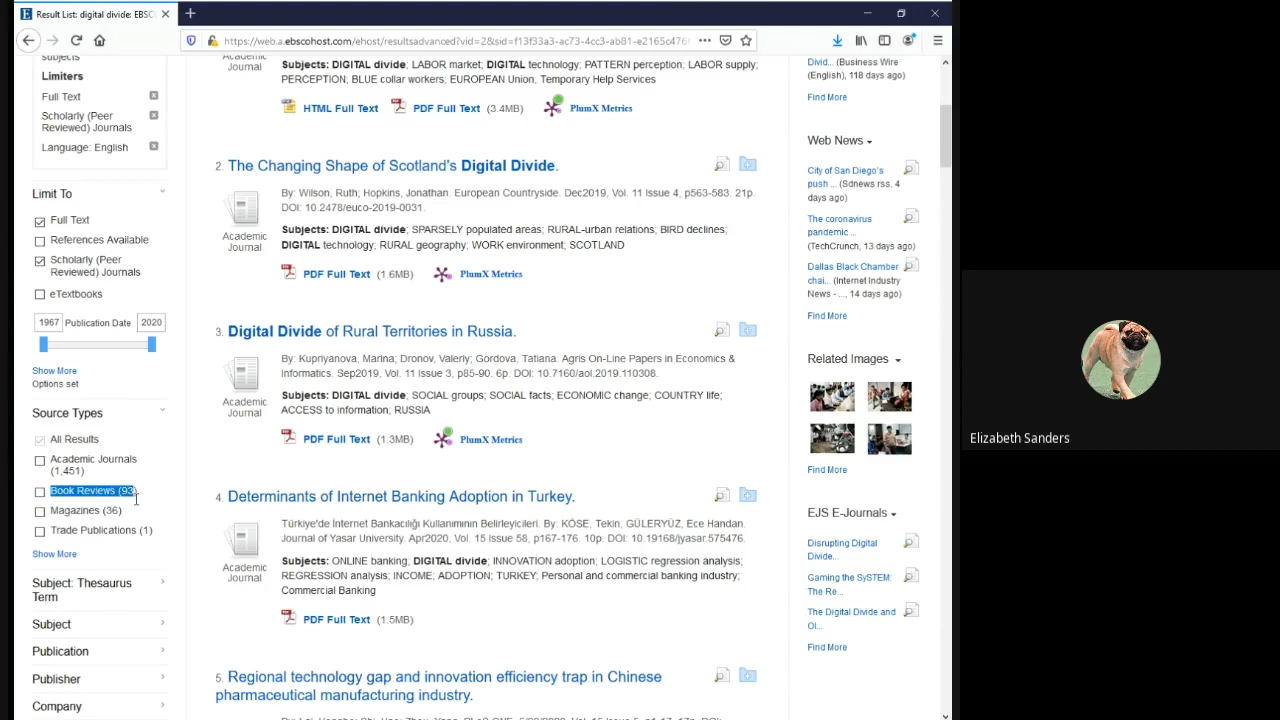 Result List: digital divide: EBSC
https://web.a.ebscohost.com/ehost/resultsadvanced?vid=2&sid=f13f33a3-ac73-4cc3-ab81-e2165c476f
subjects
Limiters
Full Text
Scholarly (Peer
Reviewed) Journals
Language: English
Limit To
Full Text
References Available
Scholarly (Peer
Reviewed) Journals
eTextbooks
1967 Publication Date 2020
Show More
Options set
Source Types
All Results
Academic Journals
(1,451)
Book Reviews (93)
Magazines (36)
Trade Publications (1)
Show More
Subject: Thesaurus
Term
Subject
Publication
Publisher
Company
Academic
Journal
Subjects: DIGITAL divide; LABOR market; DIGITAL technology; PATTERN perception; LABOR supply;
PERCEPTION; BLUE collar workers; EUROPEAN Union; Temporary Help Services
HTML Full Text PDF Full Text (3.4MB) PlumX Metrics
2. The Changing Shape of Scotland's Digital Divide.
By: Wilson, Ruth; Hopkins, Jonathan. European Countryside. Dec2019, Vol. 11 Issue 4, p563-583. 21p.
DOI: 10.2478/euco-2019-0031.
Academic
Journal
Subjects: DIGITAL divide; SPARSELY populated areas; RURAL-urban relations; BIRD declines;
DIGITAL technology; RURAL geography; WORK environment; SCOTLAND
PDF Full Text (1.6MB) PlumX Metrics
3. Digital Divide of Rural Territories in Russia.
By: Kupriyanova, Marina; Dronov, Valeriy; Gordova, Tatiana. Agris On-Line Papers in Economics &
Informatics. Sep2019, Vol. 11 Issue 3, p85-90. 6p. DOI: 10.7160/aol.2019.110308.
Academic
Journal
Subjects: DIGITAL divide; SOCIAL groups; SOCIAL facts; ECONOMIC change; COUNTRY life;
ACCESS to information; RUSSIA
PDF Full Text (1.3MB) PlumX Metrics
4. Determinants of Internet Banking Adoption in Turkey.
Türkiye'de İnternet Bankacılığı Kullanımının Belirleyicileri. By: KÖSE, Tekin; GÜLERYÜZ, Ece Handan.
Journal of Yasar University. Apr2020, Vol. 15 Issue 58, p167-176. 10p. DOI: 10.19168/jyasar.575476.
Academic
Journal
Subjects: ONLINE banking; DIGITAL divide; INNOVATION adoption; LOGISTIC regression analysis;
REGRESSION analysis; INCOME; ADOPTION; TURKEY; Personal and commercial banking industry;
Commercial Banking
PDF Full Text (1.5MB)
5. Regional technology gap and innovation efficiency trap in Chinese
pharmaceutical manufacturing industry.
Divid... (Business Wire
(English), 118 days ago)
Find More
Web News
City of San Diego's
push ... (Sdnews rss, 4
days ago)
The coronavirus
pandemic ...
(TechCrunch, 13 days ago)
Dallas Black Chamber
chai... (Internet Industry
News - ..., 14 days ago)
Find More
Related Images
Find More
EJS E-Journals
Disrupting Digital
Divide...
Gaming the SySTEM:
The Re...
The Digital Divide and
Ol...
Find More
Elizabeth Sanders